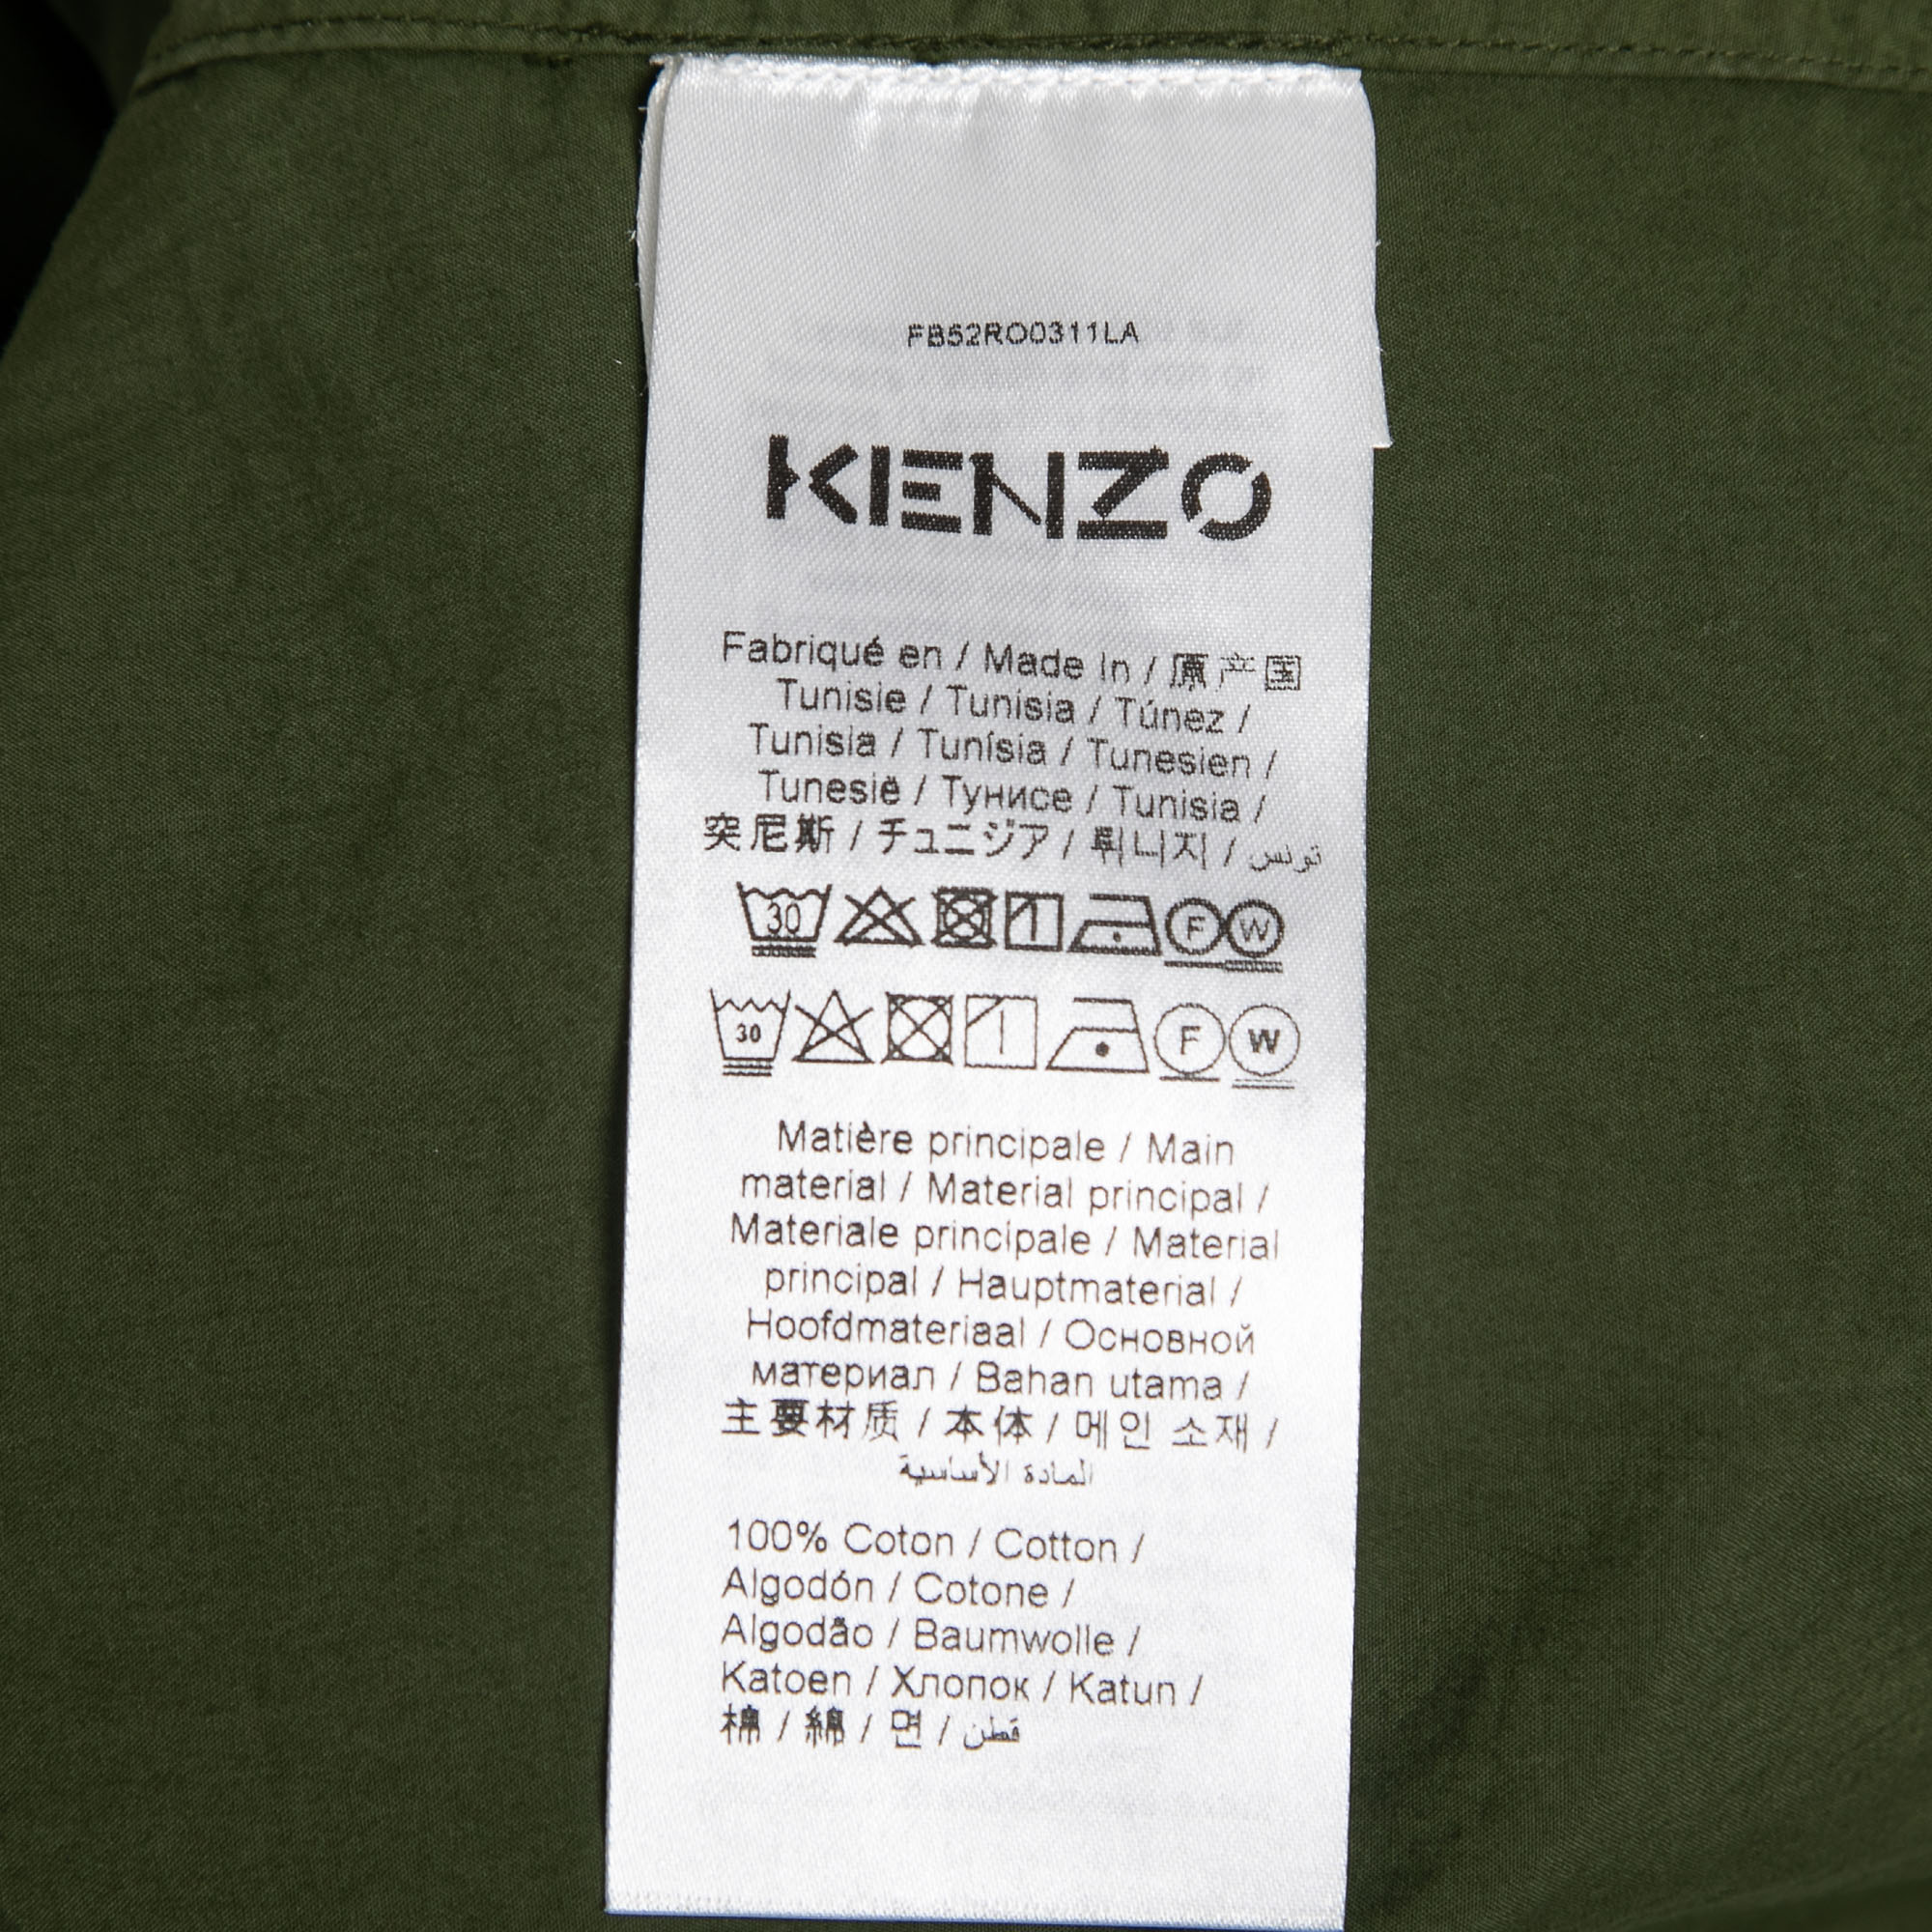 FB52RO0311LA
KENZO
Fabriqué en / Made In / 原产国
Tunisie / Tunisia / Túnez /
Tunisia / Tunísia / Tunesien /
Tunesië / Тунисе / Tunisia /
突尼斯 / チュニジア / 튀니지 / تونس
30 F W
30 F W
Matière principale / Main
material / Material principal /
Materiale principale / Material
principal / Hauptmaterial /
Hoofdmateriaal / Основной
материал / Bahan utama /
主要材质 / 本体 / 메인 소재 /
المادة الأساسية
100% Coton / Cotton /
Algodón / Cotone /
Algodão / Baumwolle /
Katoen / Хлопок / Katun /
棉 / 綿 / 면 / قطن